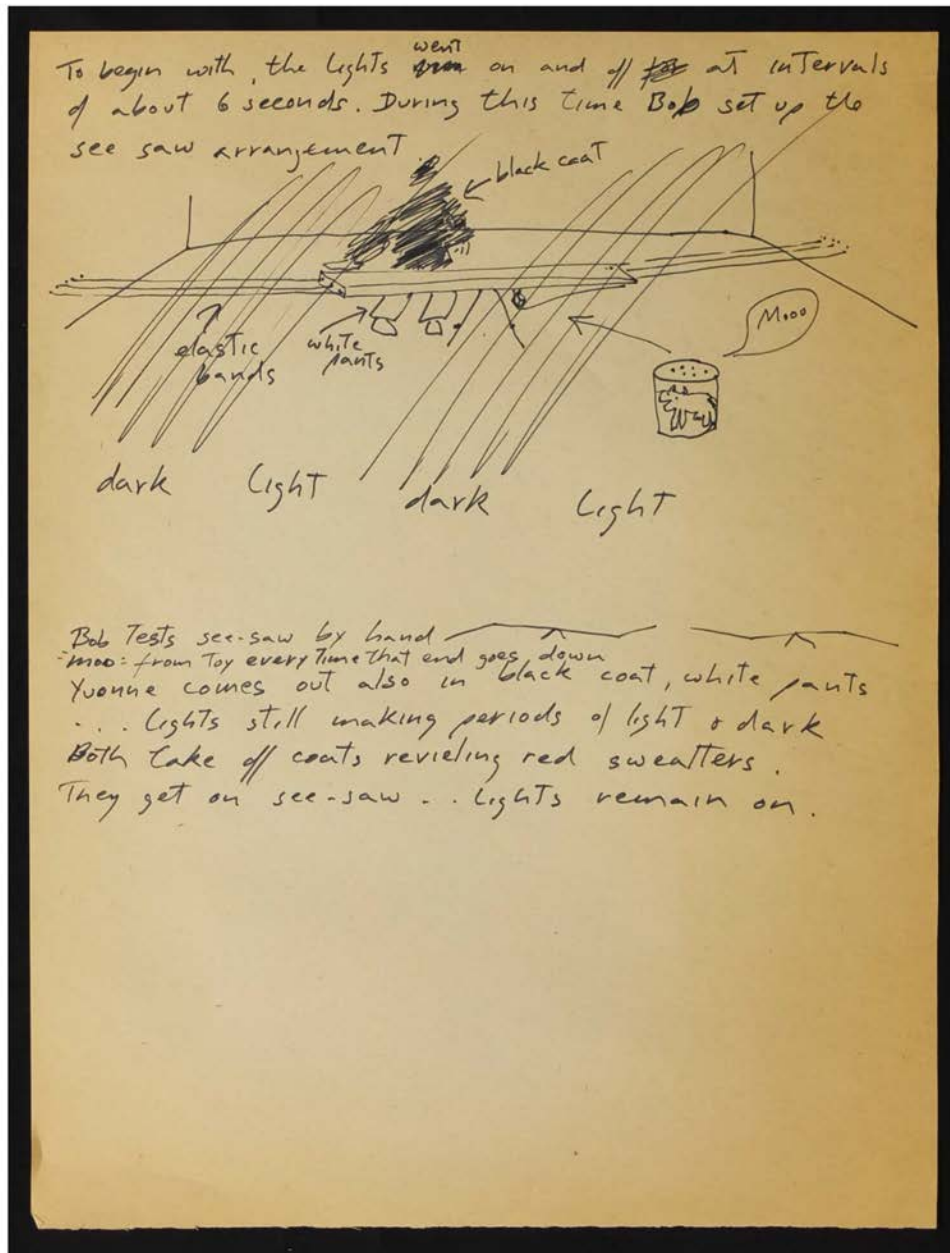 To begin with, the lights went on and off at intervals
of about 6 seconds. During this time Bob set up the
see saw arrangement
black coat
Mooo
elastic
bands
white
pants
dark light dark light
Bob Tests see-saw by hand
"moo" from Toy every Time that end goes down
Yvonne comes out also in black coat, white pants
... lights still making periods of light & dark
Both take off coats revieling red sweatters.
They get on see-saw .. lights remain on.